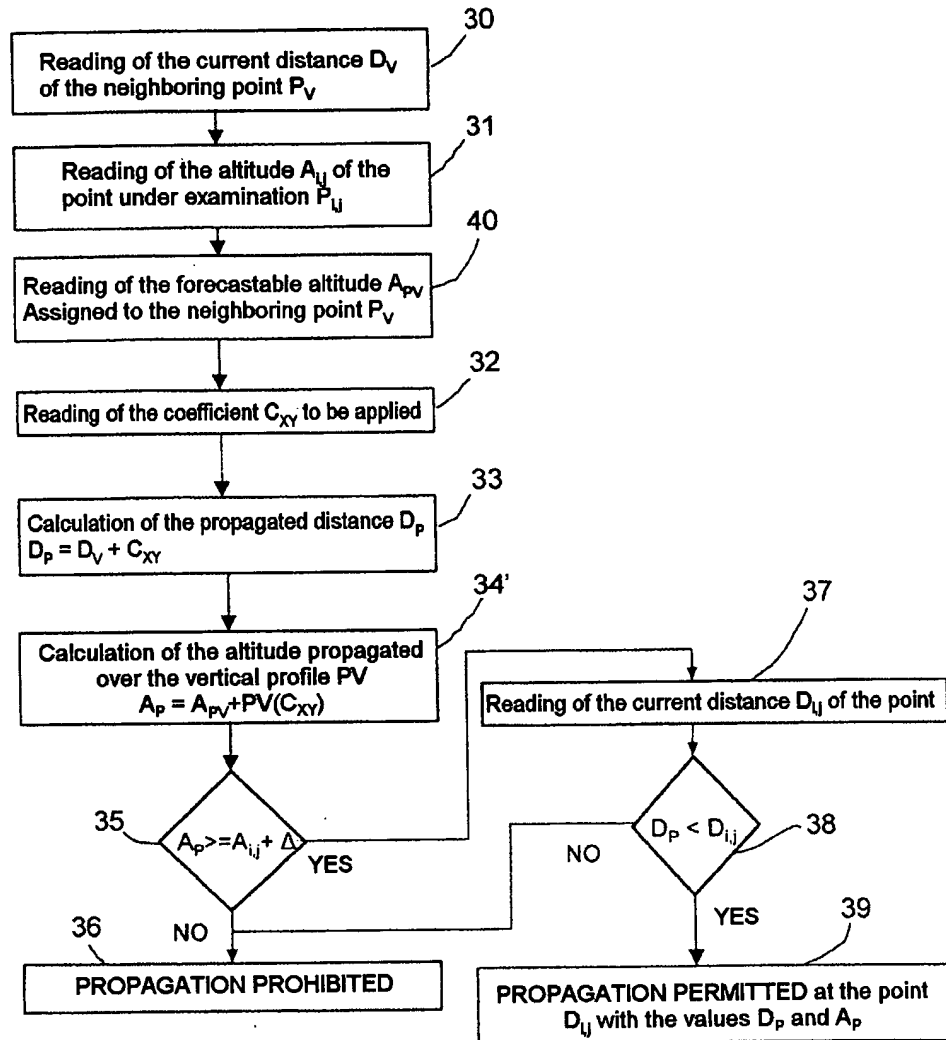 30
Reading of the current distance D_V
of the neighboring point P_V
31
Reading of the altitude A_i,j of the
point under examination P_i,j
40
Reading of the forecastable altitude A_PV
Assigned to the neighboring point P_V
32
Reading of the coefficient C_XY to be applied
33
Calculation of the propagated distance D_P
D_P = D_V + C_XY
34'
Calculation of the altitude propagated
over the vertical profile PV
A_P = A_PV+PV(C_XY)
35
A_P>=A_i,j+ Δ
YES
NO
36
PROPAGATION PROHIBITED
37
Reading of the current distance D_i,j of the point
D_P < D_i,j
38
NO
YES
39
PROPAGATION PERMITTED at the point
D_i,j with the values D_P and A_P